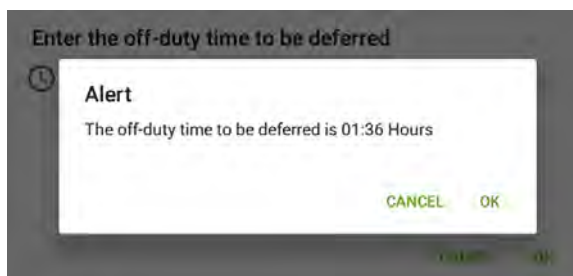 Enter the off-duty time to be deferred
Alert
The off-duty time to be deferred is 01:36 Hours
CANCEL OK